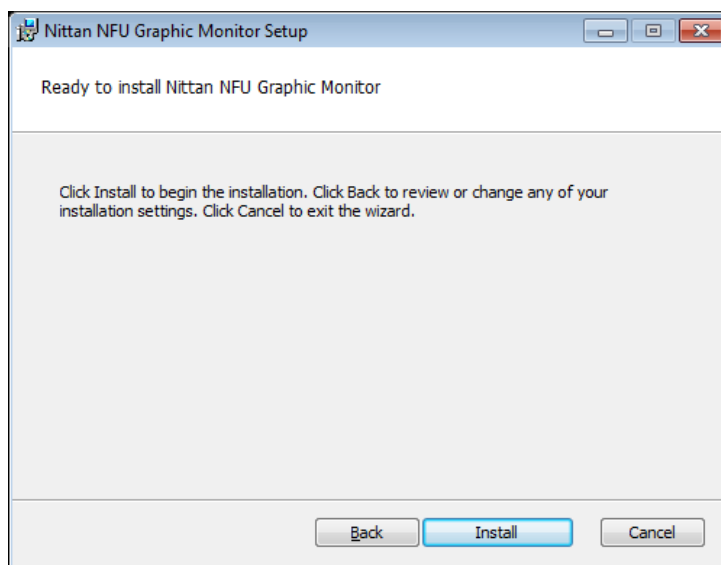 Nittan NFU Graphic Monitor Setup
Ready to install Nittan NFU Graphic Monitor
Click Install to begin the installation. Click Back to review or change any of your
installation settings. Click Cancel to exit the wizard.
Back Install Cancel